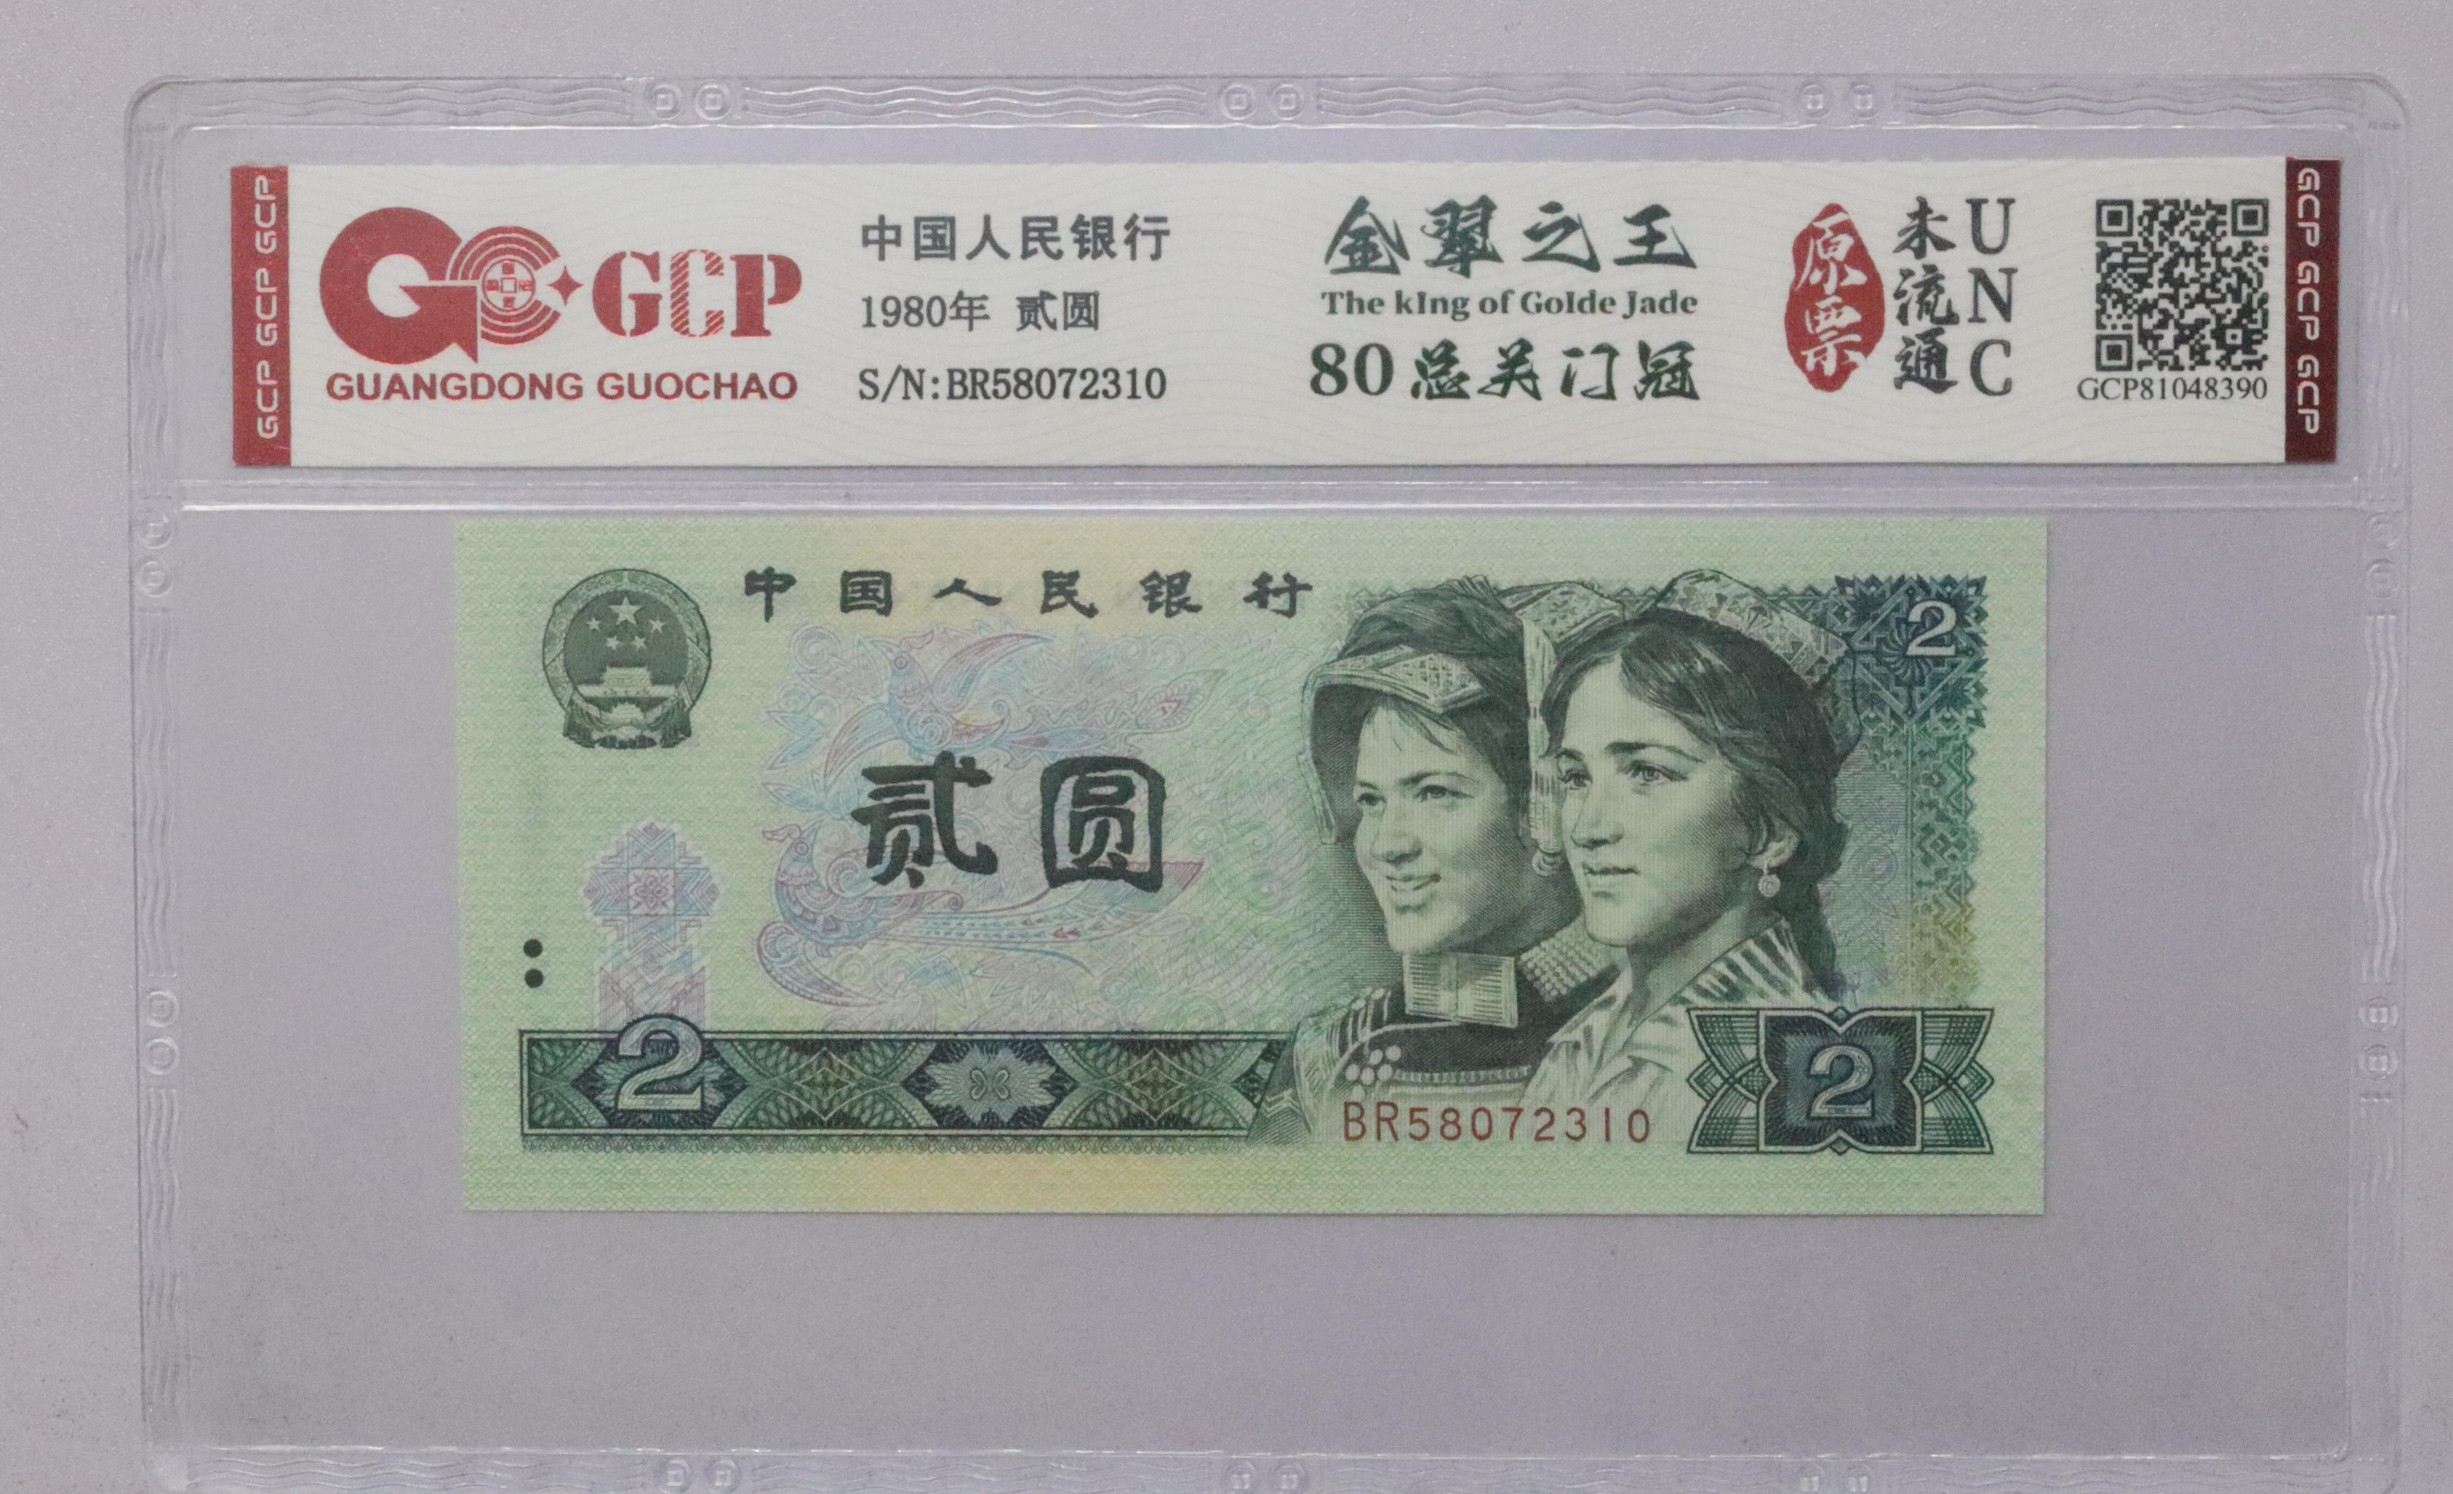 GCP GCP GCP
GCP
GUANGDONG GUOCHAO
中国人民银行
1980年 贰圆
S/N:BR58072310
金翠之王
The kIng of Golde Jade
80总关门冠
原票
未流通
UNC
GCP81048390
GCP GCP GCP
中国人民银行
2
贰圆
2
BR58072310
2